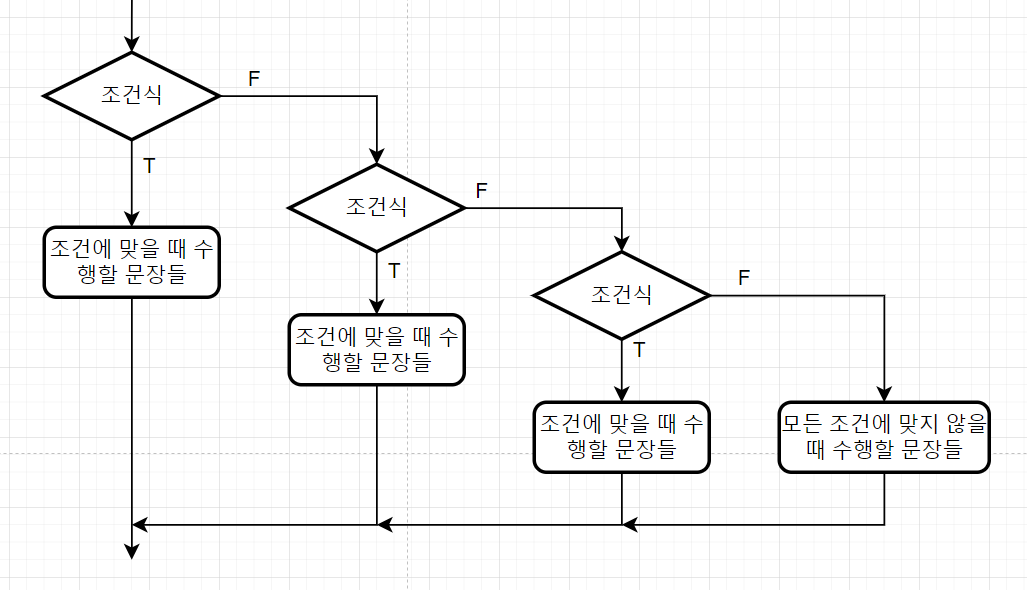 조건식
F
T
조건에 맞을 때 수
행할 문장들
조건식
F
T
조건에 맞을 때 수
행할 문장들
조건식
F
T
조건에 맞을 때 수
행할 문장들
모든 조건에 맞지 않을
때 수행할 문장들